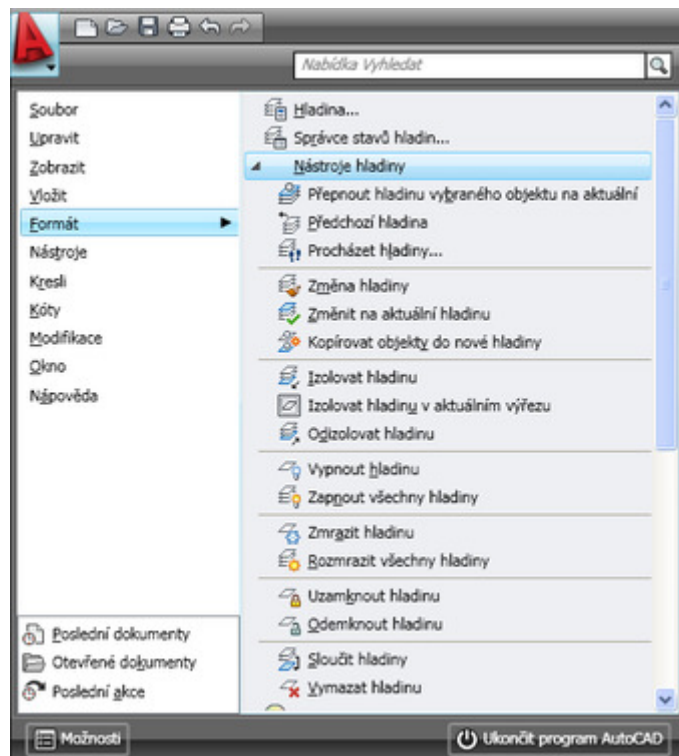 Nabídka Vyhledat
Soubor
Upravit
Zobrazit
Vložit
Formát
Nástroje
Kresli
Kóty
Modifikace
Okno
Nápověda
Poslední dokumenty
Otevřené dokumenty
Poslední akce
Hladina...
Správce stavů hladin...
Nástroje hladiny
Přepnout hladinu vybraného objektu na aktuální
Předchozí hladina
Procházet hladiny...
Změna hladiny
Změnit na aktuální hladinu
Kopírovat objekty do nové hladiny
Izolovat hladinu
Izolovat hladinu v aktuálním výřezu
Odizolovat hladinu
Vypnout hladinu
Zapnout všechny hladiny
Zmrazit hladinu
Rozmrazit všechny hladiny
Uzamknout hladinu
Odemknout hladinu
Sloučit hladiny
Vymazat hladinu
Možnosti
Ukončit program AutoCAD